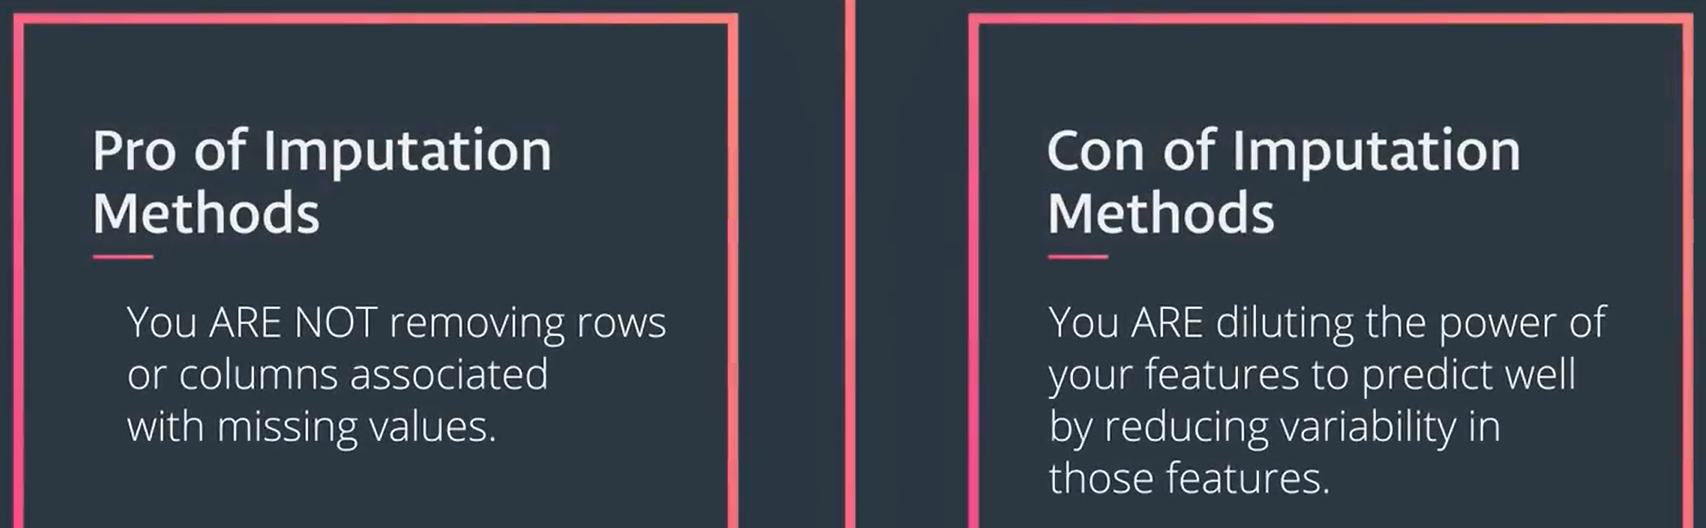 Pro of Imputation
Methods
You ARE NOT removing rows
or columns associated
with missing values.
Con of Imputation
Methods
You ARE diluting the power of
your features to predict well
by reducing variability in
those features.